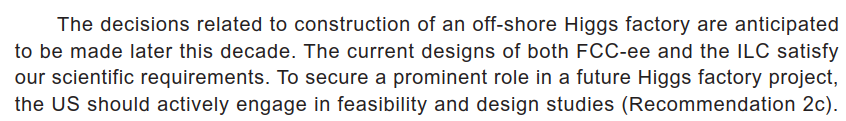 The decisions related to construction of an off-shore Higgs factory are anticipated
to be made later this decade. The current designs of both FCC-ee and the ILC satisfy
our scientific requirements. To secure a prominent role in a future Higgs factory project,
the US should actively engage in feasibility and design studies (Recommendation 2c).